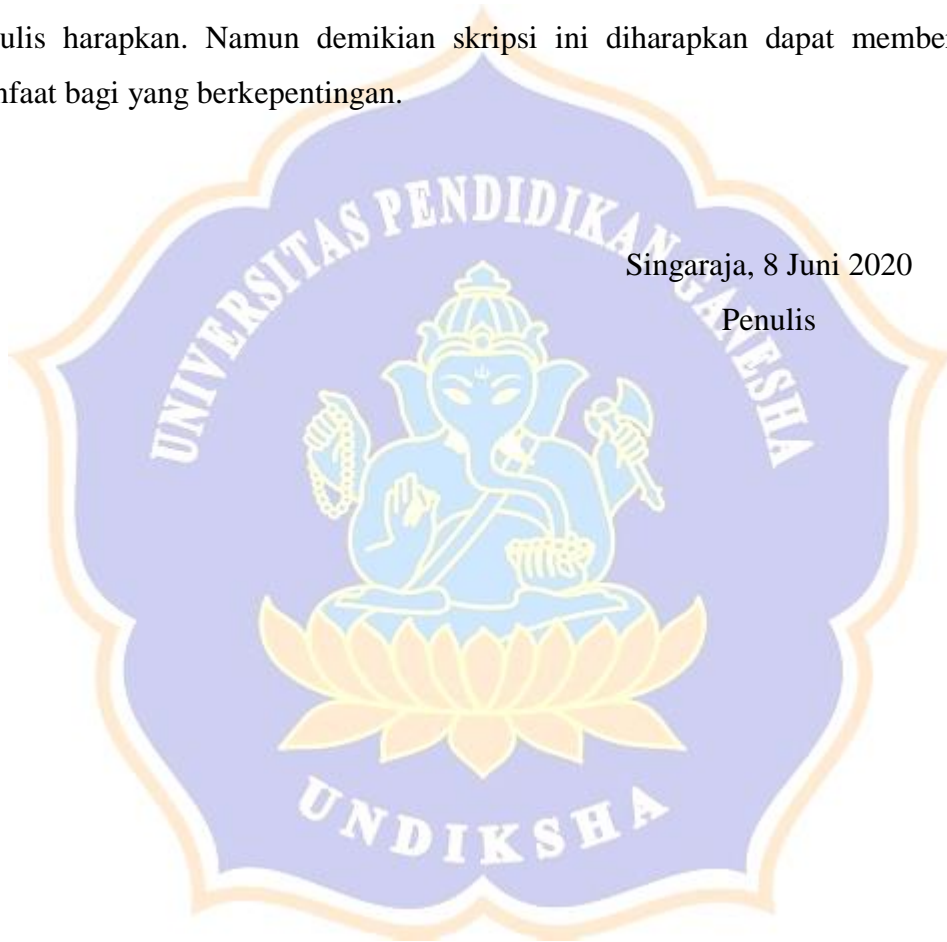 ulis harapkan. Namun demikian skripsi ini diharapkan dapat membe
nfaat bagi yang berkepentingan.
UNIVERSITAS PENDIDIKAN GANESHA
Singaraja, 8 Juni 2020
Penulis
UNDIKSHA